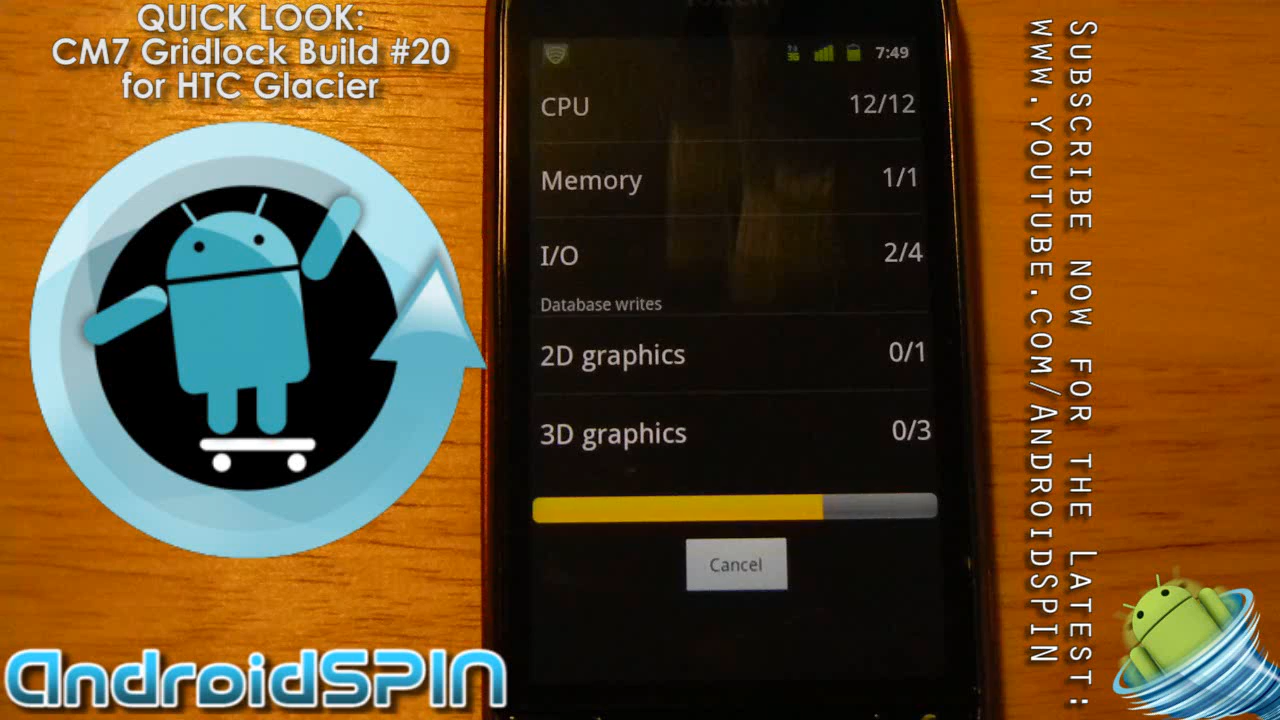 QUICK LOOK:
CM7 Gridlock Build #20
for HTC Glacier
7:49
CPU 12/12
Memory 1/1
I/O 2/4
Database writes
2D graphics 0/1
3D graphics 0/3
Cancel
SUBSCRIBE NOW FOR THE LATEST:
WWW.YOUTUBE.COM/ANDROIDSPIN
AndroidSPIN